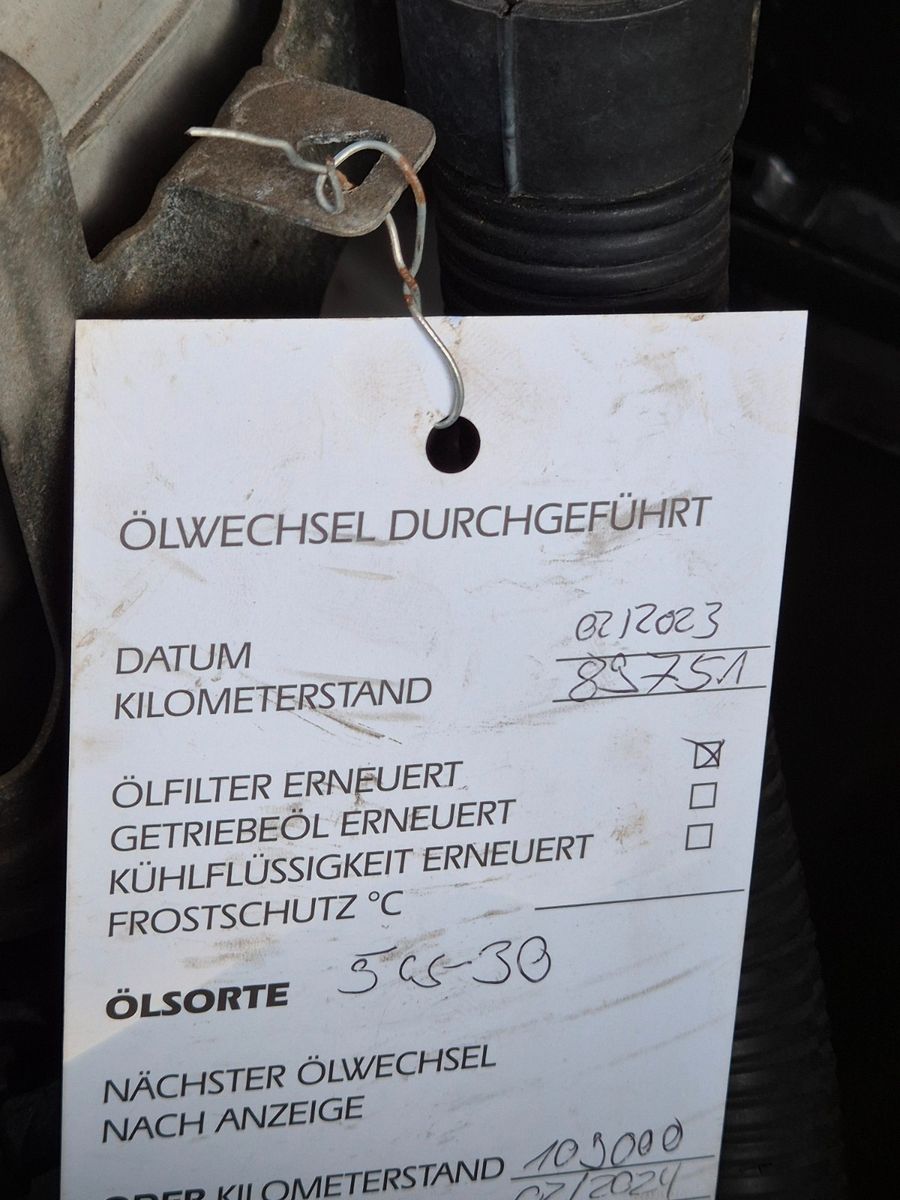 ÖLWECHSEL DURCHGEFÜHRT
DATUM 02/2023
KILOMETERSTAND 89751
ÖLFILTER ERNEUERT ☒
GETRIEBEÖL ERNEUERT ☐
KÜHLFLÜSSIGKEIT ERNEUERT ☐
FROSTSCHUTZ °C
ÖLSORTE 5W-30
NÄCHSTER ÖLWECHSEL
NACH ANZEIGE
ODER KILOMETERSTAND 109000
02/2024